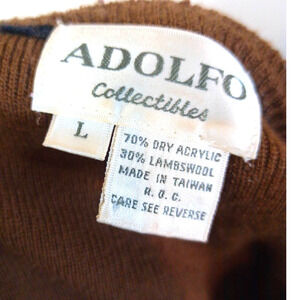 ADOLFO
Collectibles
L
70% DRY ACRYLIC
30% LAMBSWOOL
MADE IN TAIWAN
R.O.C.
CARE SEE REVERSE